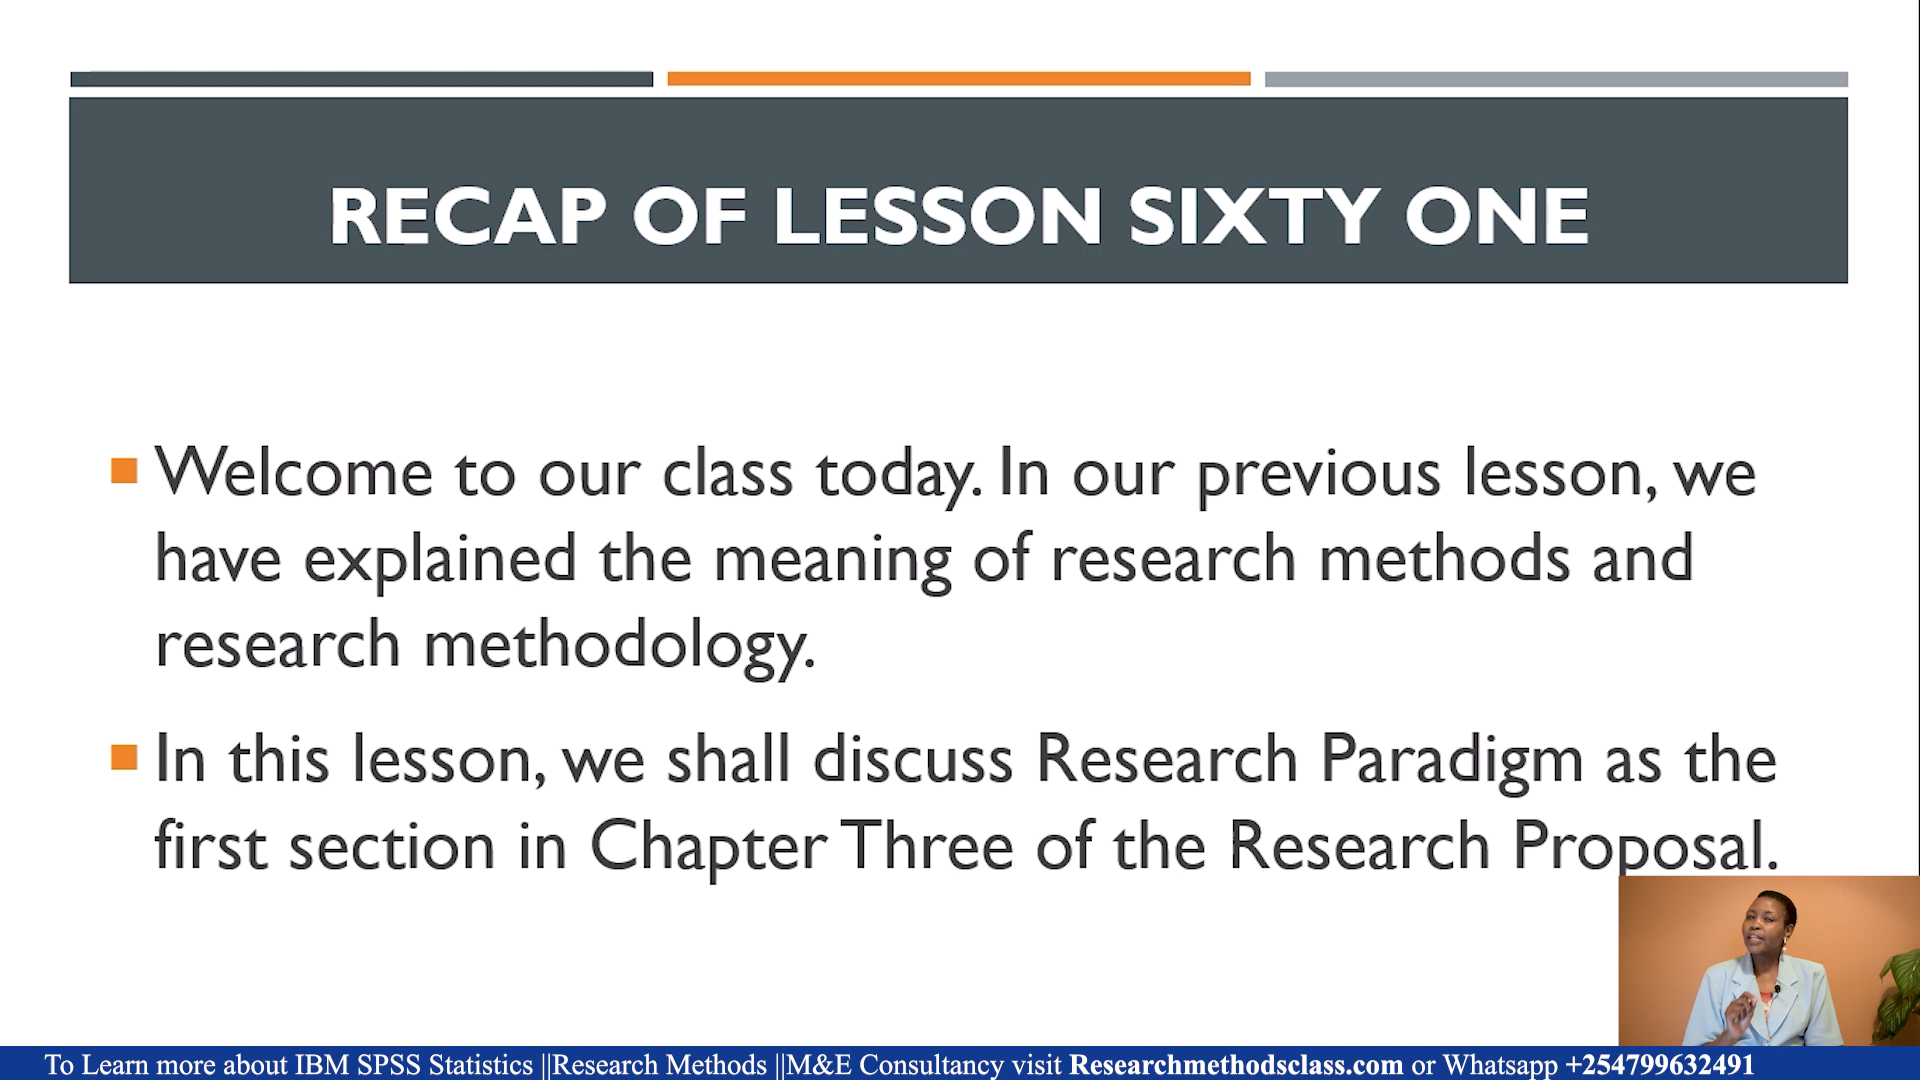 RECAP OF LESSON SIXTY ONE
Welcome to our class today. In our previous lesson, we
have explained the meaning of research methods and
research methodology.
In this lesson, we shall discuss Research Paradigm as the
first section in Chapter Three of the Research Proposal.
To Learn more about IBM SPSS Statistics ||Research Methods ||M&E Consultancy visit Researchmethodsclass.com or Whatsapp +254799632491